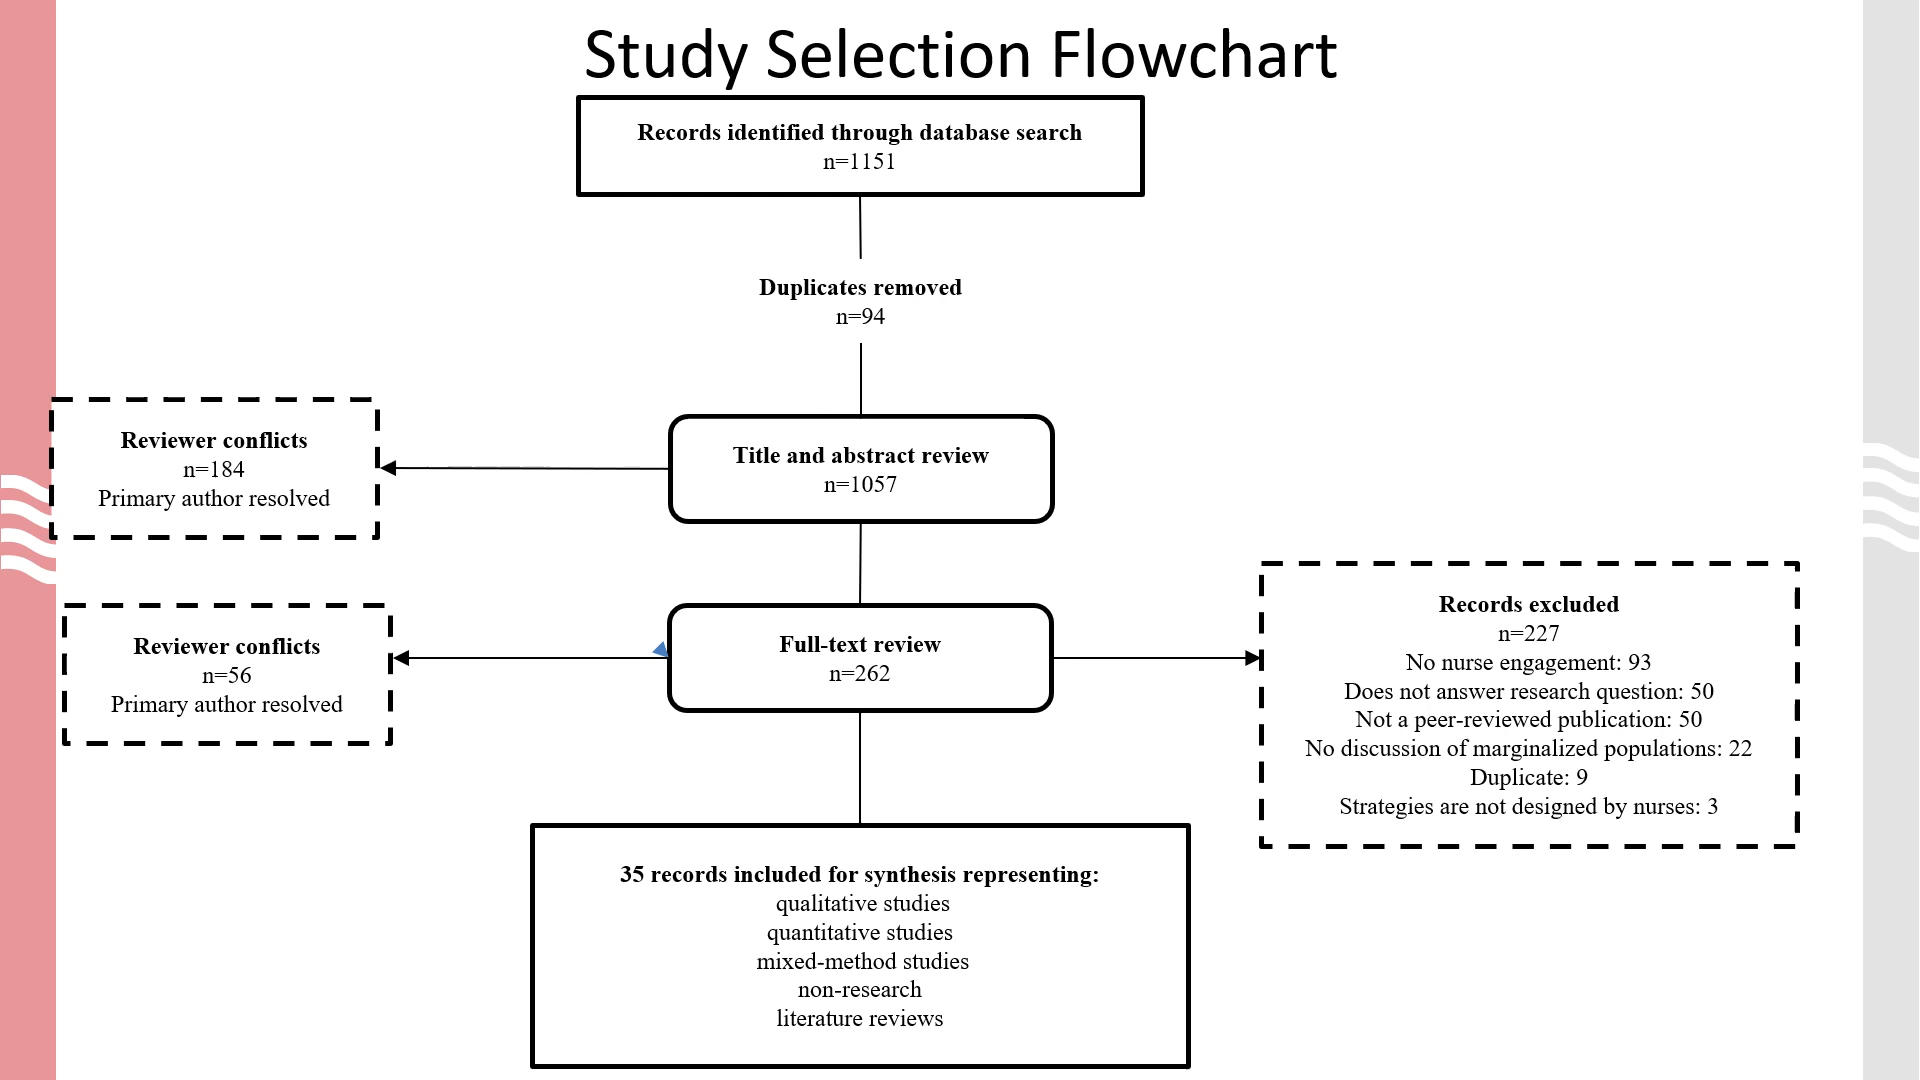 Study Selection Flowchart
Records identified through database search
n=1151
Duplicates removed
n=94
Reviewer conflicts
n=184
Primary author resolved
Title and abstract review
n=1057
Reviewer conflicts
n=56
Primary author resolved
Full-text review
n=262
Records excluded
n=227
No nurse engagement: 93
Does not answer research question: 50
Not a peer-reviewed publication: 50
No discussion of marginalized populations: 22
Duplicate: 9
Strategies are not designed by nurses: 3
35 records included for synthesis representing:
qualitative studies
quantitative studies
mixed-method studies
non-research
literature reviews